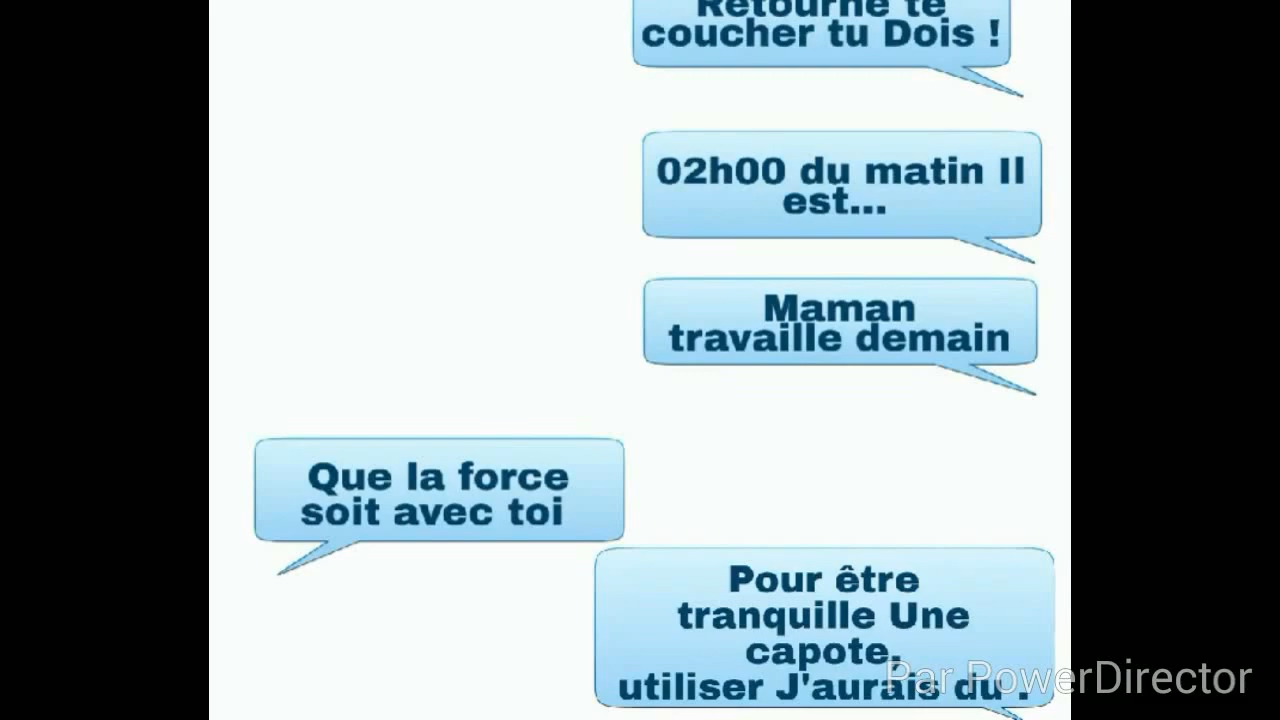 Retourne te
coucher tu Dois !
02h00 du matin Il
est...
Maman
travaille demain
Que la force
soit avec toi
Pour être
tranquille Une
capote,
utiliser J'aurais du .
Par PowerDirector